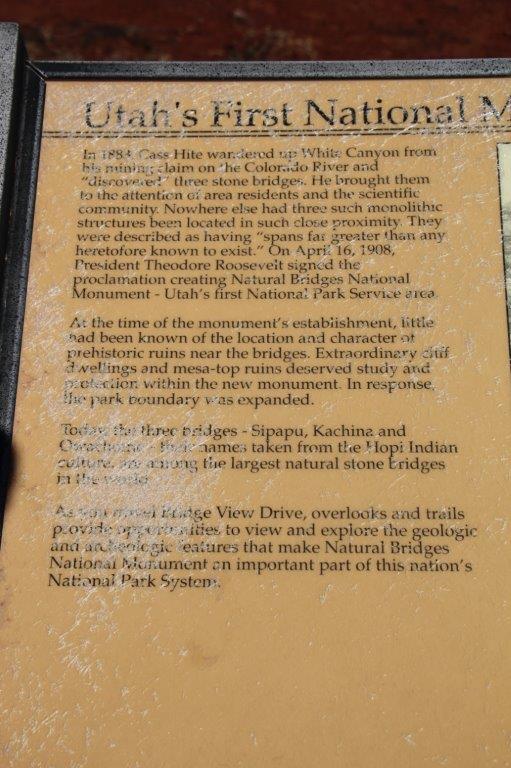 Utah's First National M
In 1883, Cass Hite wandered up White Canyon from
his mining claim on the Colorado River and
"discovered" three stone bridges. He brought them
to the attention of area residents and the scientific
community. Nowhere else had three such monolithic
structures been located in such close proximity. They
were described as having "spans far greater than any
heretofore known to exist." On April 16, 1908,
President Theodore Roosevelt signed the
proclamation creating Natural Bridges National
Monument - Utah's first National Park Service area.
At the time of the monument's establishment, little
had been known of the location and character of
prehistoric ruins near the bridges. Extraordinary cliff
dwellings and mesa-top ruins deserved study and
protection within the new monument. In response,
the park boundary was expanded.
Today, the three bridges - Sipapu, Kachina and
Owachomo - their names taken from the Hopi Indian
culture, are among the largest natural stone bridges
in the world.
As you travel Bridge View Drive, overlooks and trails
provide opportunities to view and explore the geologic
and archeologic features that make Natural Bridges
National Monument an important part of this nation's
National Park System.